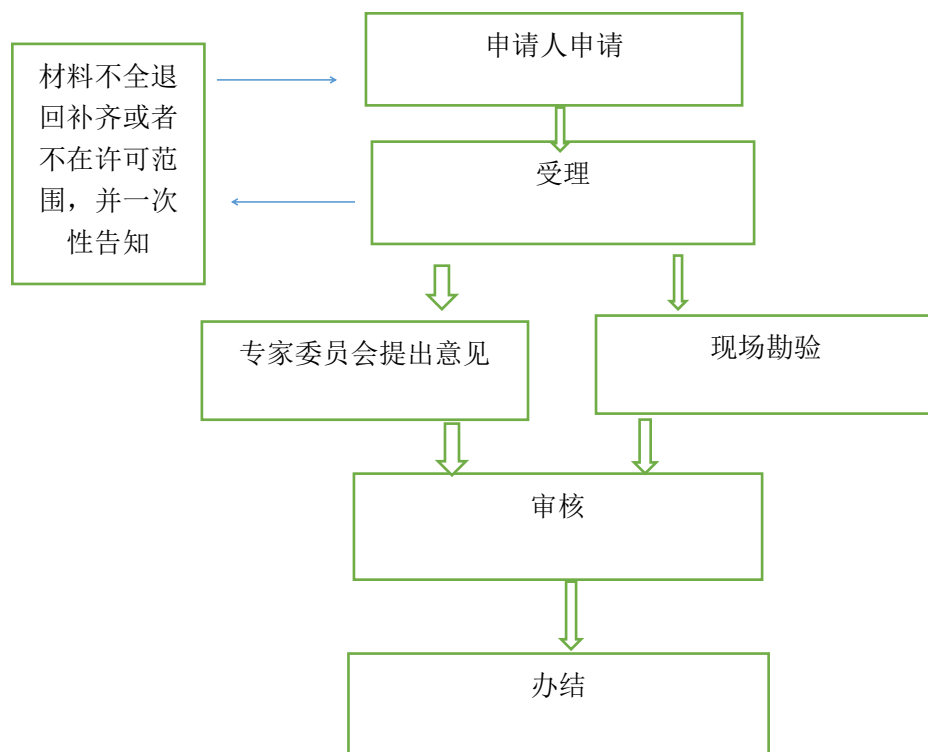 申请人申请
材料不全退
回补齐或者
不在许可范
围，并一次
性告知
受理
专家委员会提出意见
现场勘验
审核
办结